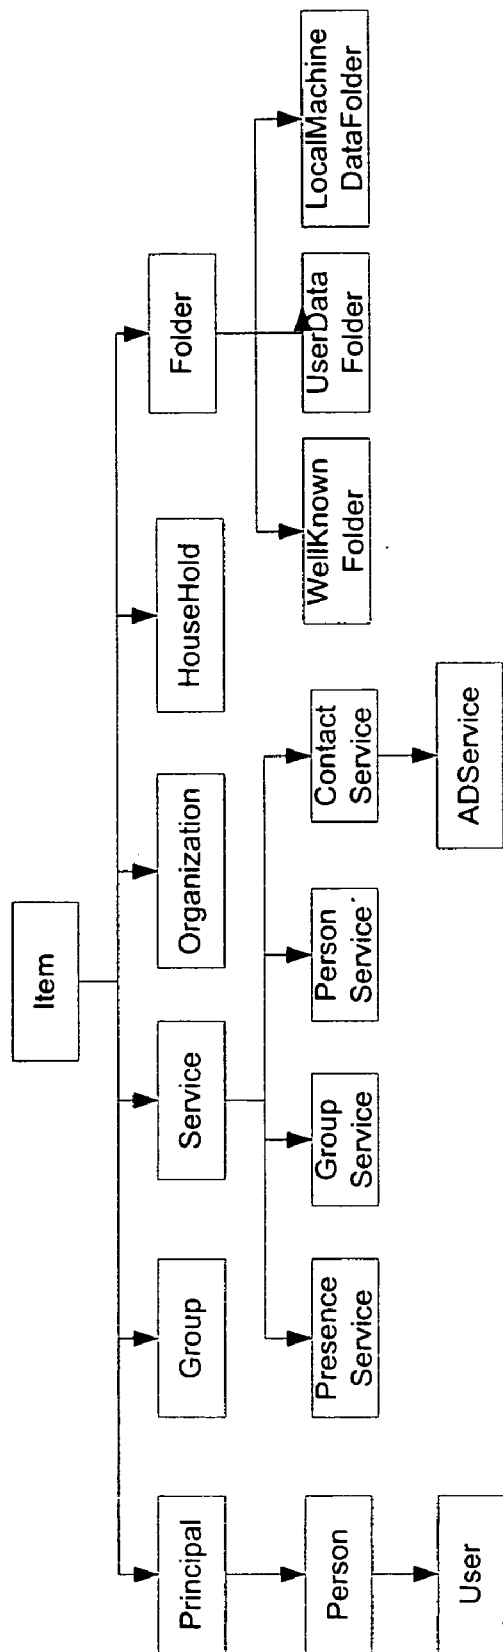 Item
Principal
Group
Service
Organization
HouseHold
Folder
Person
Presence
Service
Group
Service
Person
Service
Contact
Service
WellKnown
Folder
UserData
Folder
LocalMachine
DataFolder
User
ADService